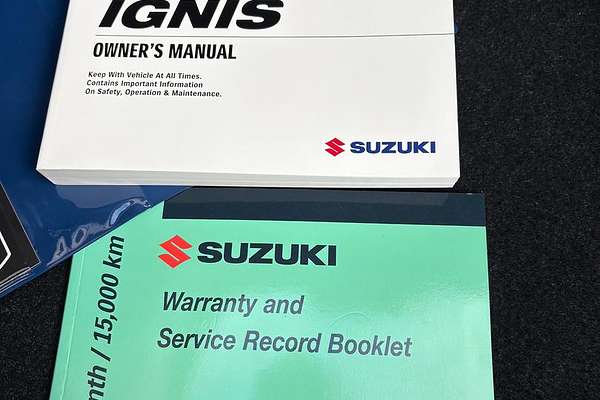 IGNIS
OWNER'S MANUAL
Keep With Vehicle At All Times.
Contains Important Information
On Safety, Operation & Maintenance.
SUZUKI
SUZUKI
Warranty and
Service Record Booklet
/ 15,000 km